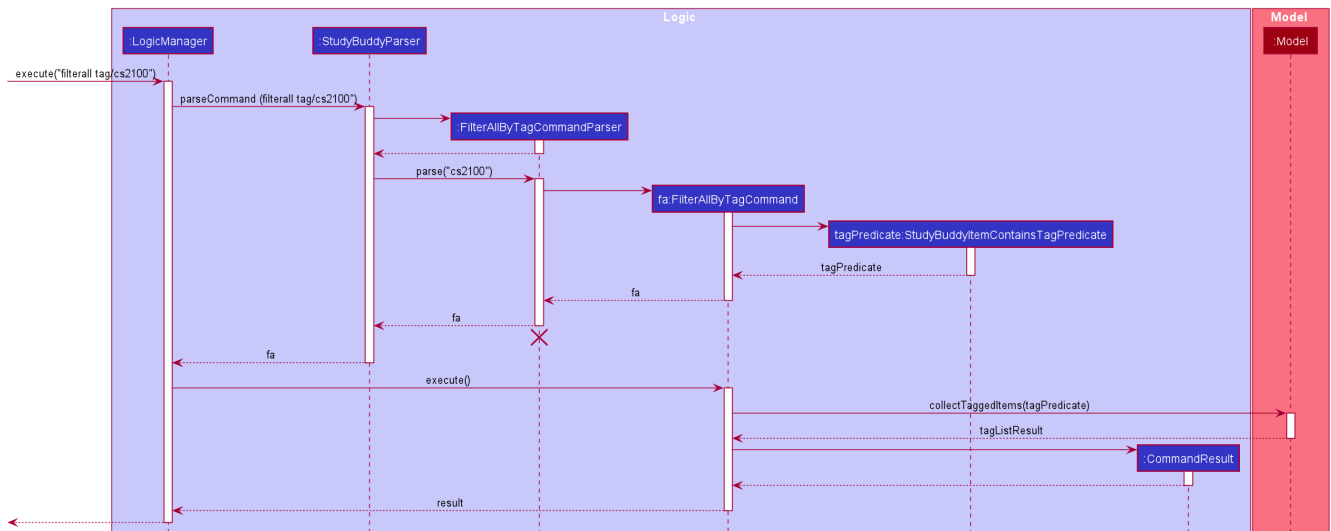 Logic
Model
:LogicManager
:StudyBuddyParser
:Model
execute("filterall tag/cs2100")
parseCommand (filterall tag/cs2100")
:FilterAllByTagCommandParser
parse("cs2100")
fa:FilterAllByTagCommand
tagPredicate:StudyBuddyItemContainsTagPredicate
tagPredicate
fa
fa
fa
execute()
collectTaggedItems(tagPredicate)
tagListResult
:CommandResult
result